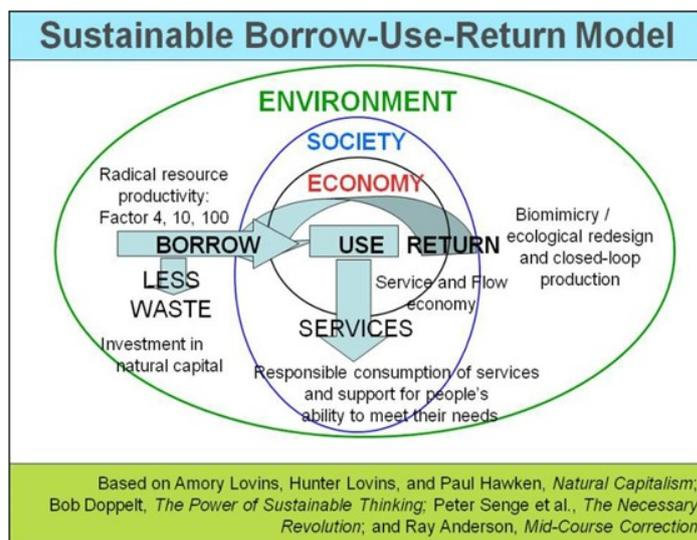 Sustainable Borrow-Use-Return Model
ENVIRONMENT
SOCIETY
ECONOMY
Radical resource
productivity:
Factor 4, 10, 100
BORROW
USE
RETURN
Biomimicry /
ecological redesign
and closed-loop
production
LESS
WASTE
Investment in
natural capital
Service and Flow
economy
SERVICES
Responsible consumption of services
and support for people's
ability to meet their needs
Based on Amory Lovins, Hunter Lovins, and Paul Hawken, Natural Capitalism;
Bob Doppelt, The Power of Sustainable Thinking; Peter Senge et al., The Necessary
Revolution; and Ray Anderson, Mid-Course Correction